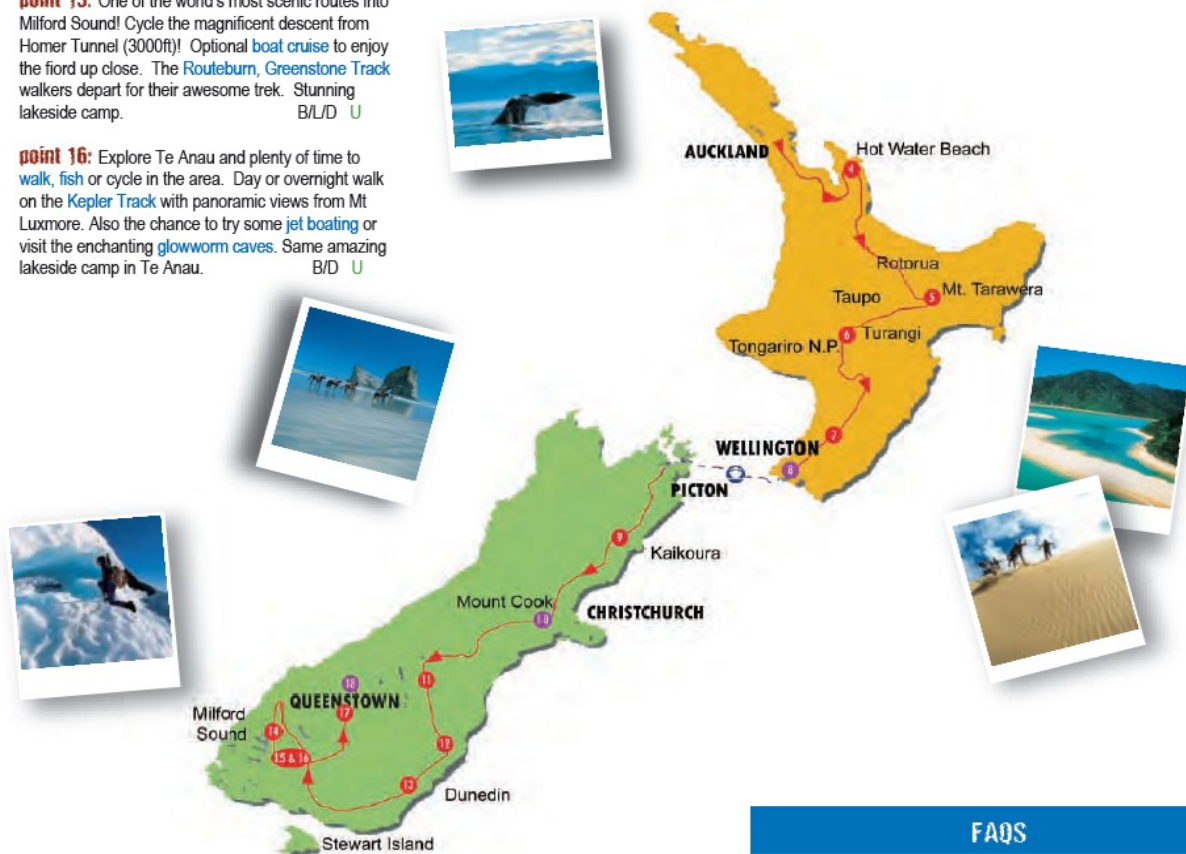 point 15: One of the world's most scenic routes into
Milford Sound! Cycle the magnificent descent from
Homer Tunnel (3000ft)! Optional boat cruise to enjoy
the fiord up close. The Routeburn, Greenstone Track
walkers depart for their awesome trek. Stunning
lakeside camp. B/L/D U
point 16: Explore Te Anau and plenty of time to
walk, fish or cycle in the area. Day or overnight walk
on the Kepler Track with panoramic views from Mt
Luxmore. Also the chance to try some jet boating or
visit the enchanting glowworm caves. Same amazing
lakeside camp in Te Anau. B/D U
AUCKLAND
Hot Water Beach
4
Rotorua
Taupo
5
Mt. Tarawera
6
Turangi
Tongariro N.P.
7
WELLINGTON
8
PICTON
9
Kaikoura
Mount Cook
10
CHRISTCHURCH
11
18
QUEENSTOWN
17
Milford
Sound
14
15 & 16
12
13
Dunedin
Stewart Island
FAQS